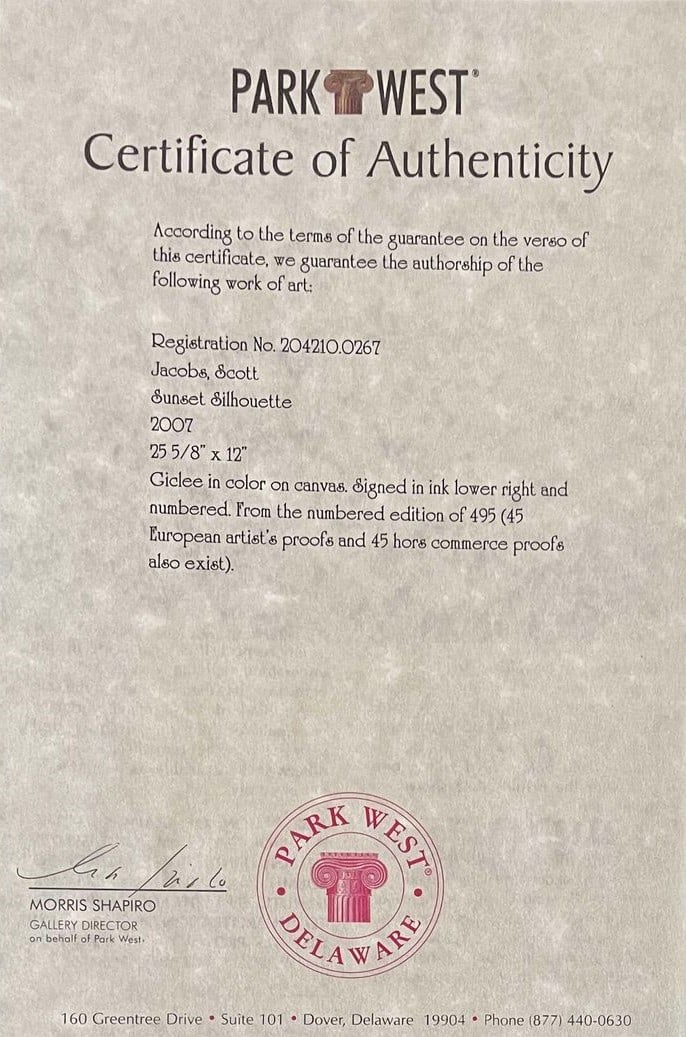 PARK WEST®
Certificate of Authenticity
According to the terms of the guarantee on the verso of
this certificate, we guarantee the authorship of the
following work of art:
Registration No. 204210.0267
Jacobs, Scott
Sunset Silhouette
2007
25 5/8" x 12"
Giclee in color on canvas. Signed in ink lower right and
numbered. From the numbered edition of 495 (45
European artist's proofs and 45 hors commerce proofs
also exist).
MORRIS SHAPIRO
GALLERY DIRECTOR
on behalf of Park West.
PARK WEST®
• DELAWARE •
160 Greentree Drive • Suite 101 • Dover, Delaware 19904 • Phone (877) 440-0630